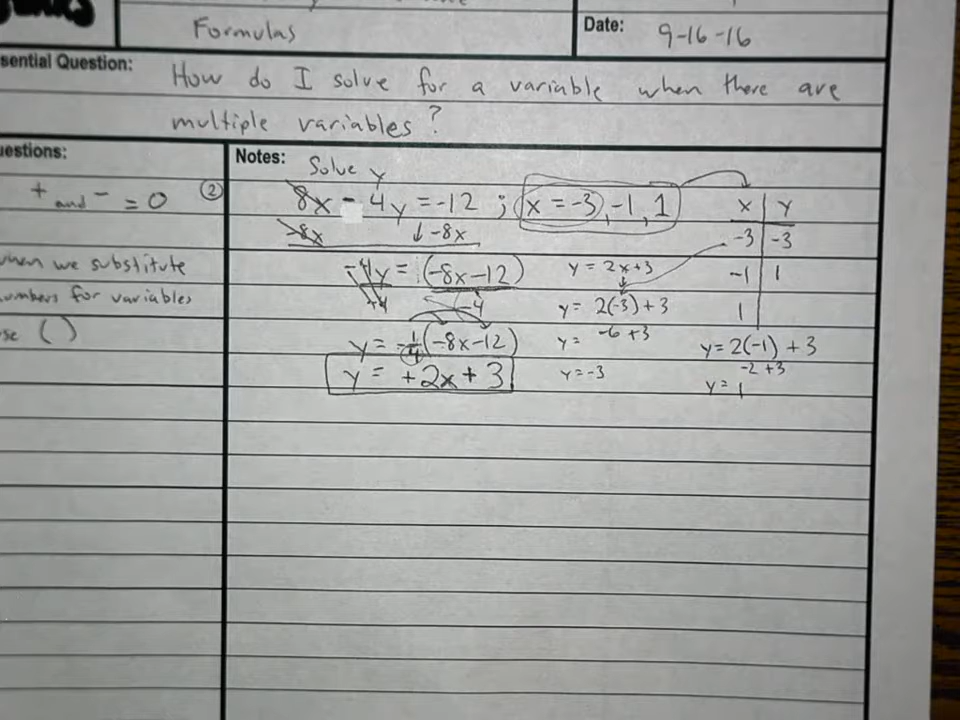 Formulas
Date: 9-16-16
sential Question: How do I solve for a variable when there are
multiple variables?
uestions:
Notes: Solve y
+ and - = 0 ② 8x - 4y = -12 ; x = -3, -1, 1 x | y
-8x ↓ -8x -3 | -3
when we substitute -4y = (-8x-12) y = 2x+3 -1 | 1
numbers for variables -4 y = 2(-3) + 3 1 |
se ( ) y = -1/4(-8x-12) y = -6 +3 y = 2(-1) + 3
y = +2x + 3 y = -3 -2 +3
y = 1